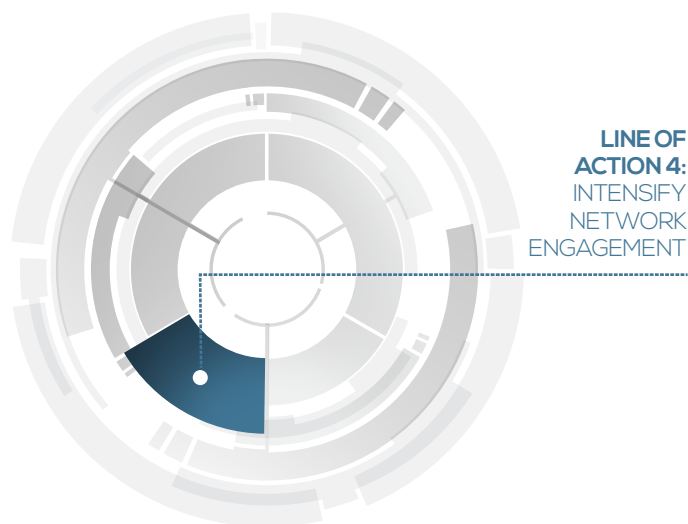 LINE OF
ACTION 4:
INTENSIFY
NETWORK
ENGAGEMENT